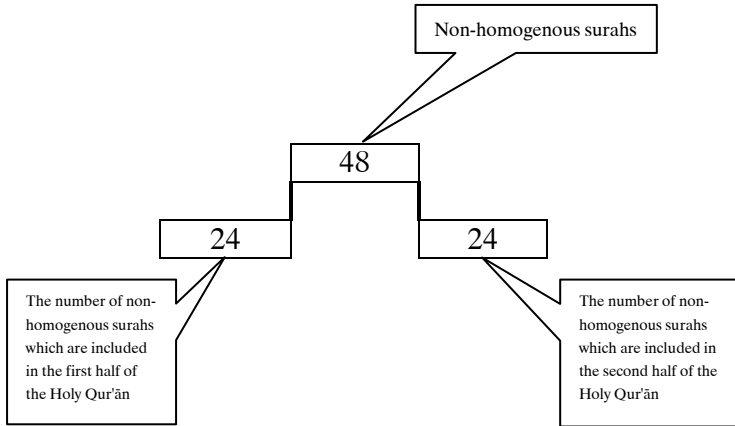 Non-homogenous surahs
48
24
24
The number of non-
homogenous surahs
which are included
in the first half of
the Holy Qur'ān
The number of non-
homogenous surahs
which are included in
the second half of the
Holy Qur'ān